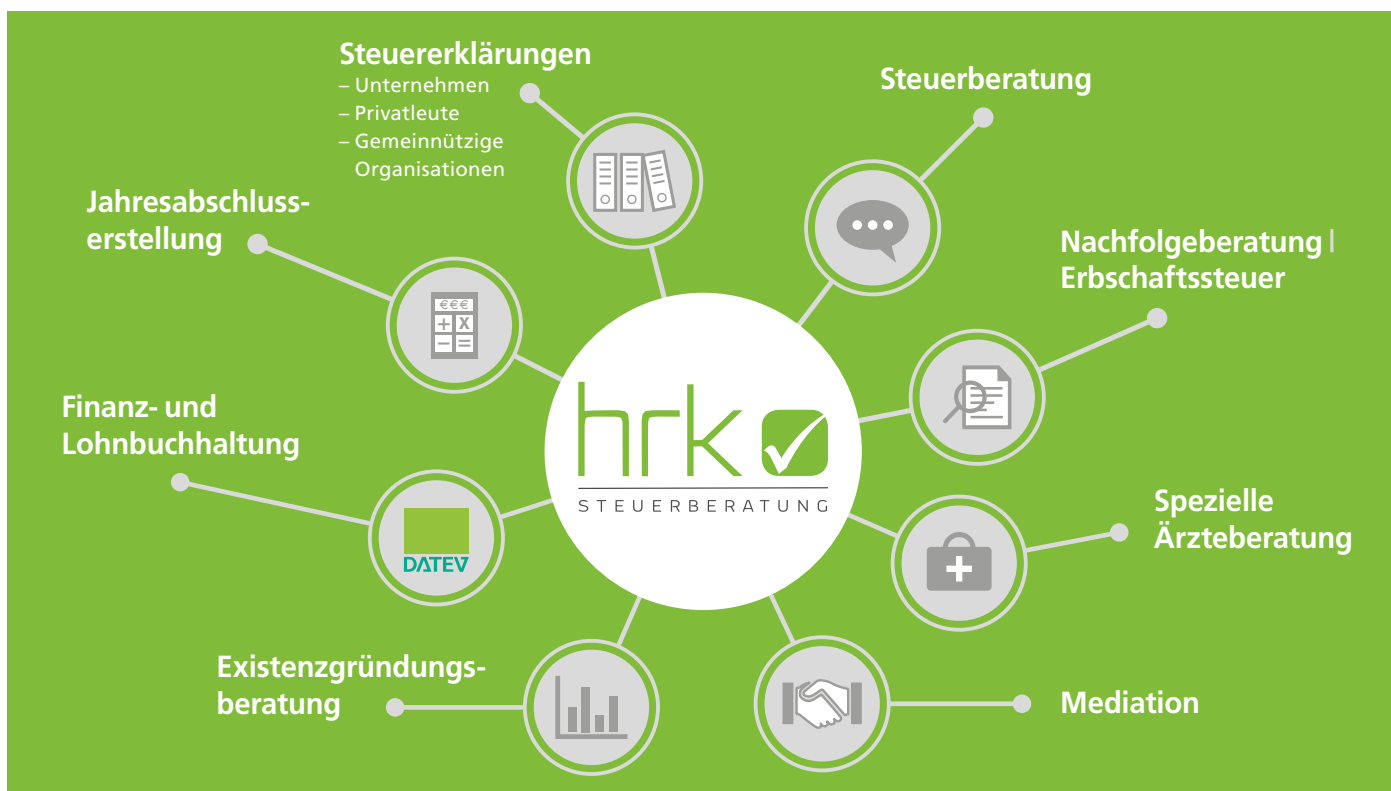 Steuererklärungen
– Unternehmen
– Privatleute
– Gemeinnützige
Organisationen
Steuerberatung
Jahresabschluss-
erstellung
Nachfolgeberatung |
Erbschaftssteuer
€€€
+ X
− =
Finanz- und
Lohnbuchhaltung
hrk
STEUERBERATUNG
DATEV
Spezielle
Ärzteberatung
Existenzgründungs-
beratung
Mediation